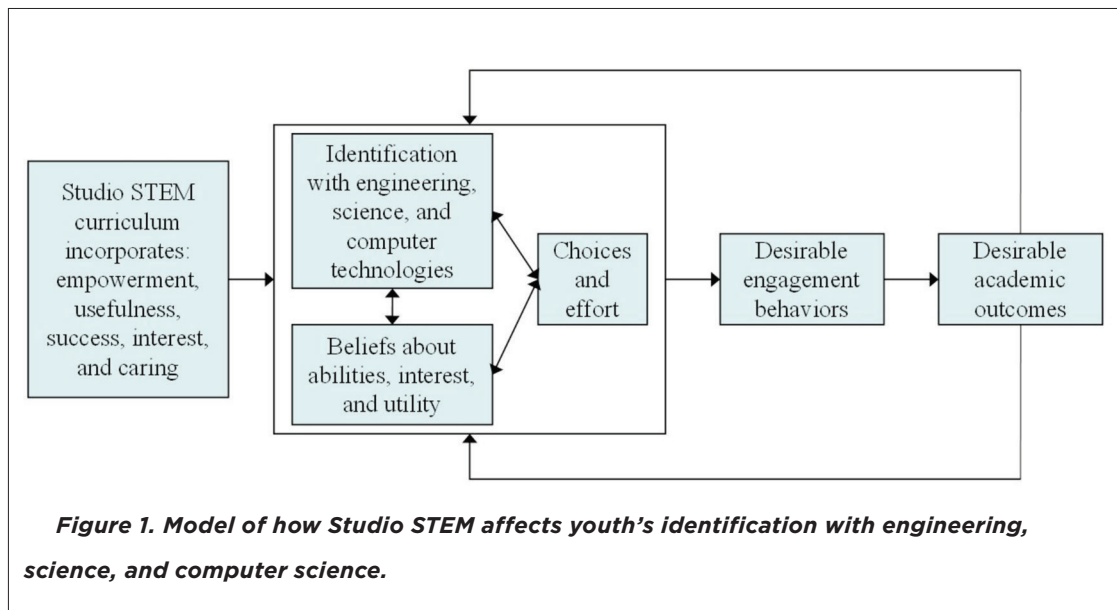 Studio STEM
curriculum
incorporates:
empowerment,
usefulness,
success, interest,
and caring
Identification
with engineering,
science, and
computer
technologies
Beliefs about
abilities, interest,
and utility
Choices
and
effort
Desirable
engagement
behaviors
Desirable
academic
outcomes
Figure 1. Model of how Studio STEM affects youth's identification with engineering,
science, and computer science.